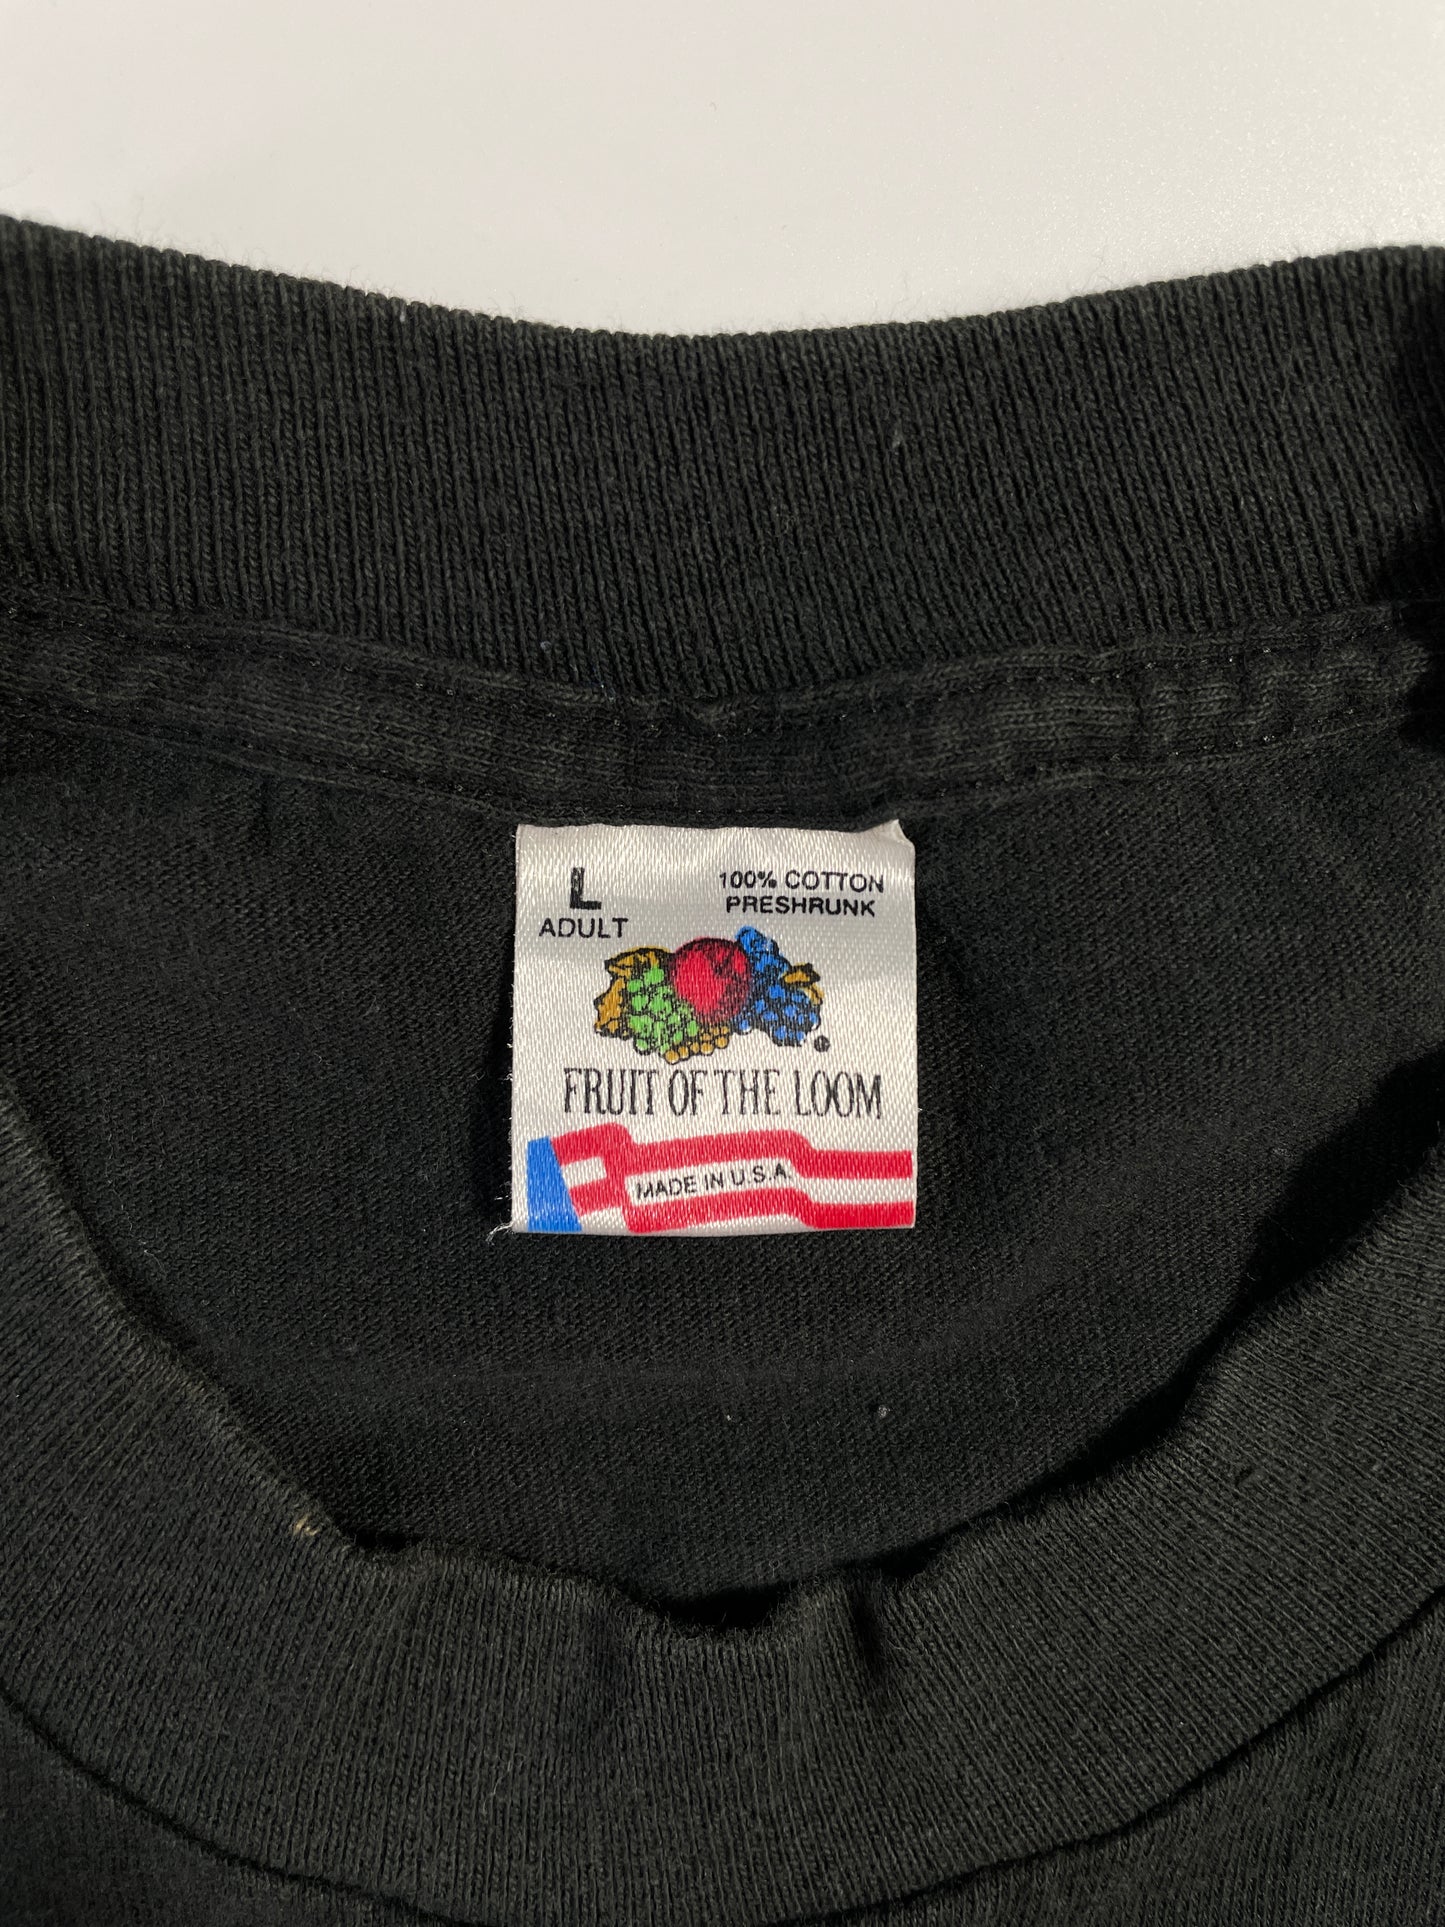 L
ADULT
100% COTTON
PRESHRUNK
®
FRUIT OF THE LOOM
MADE IN U.S.A.